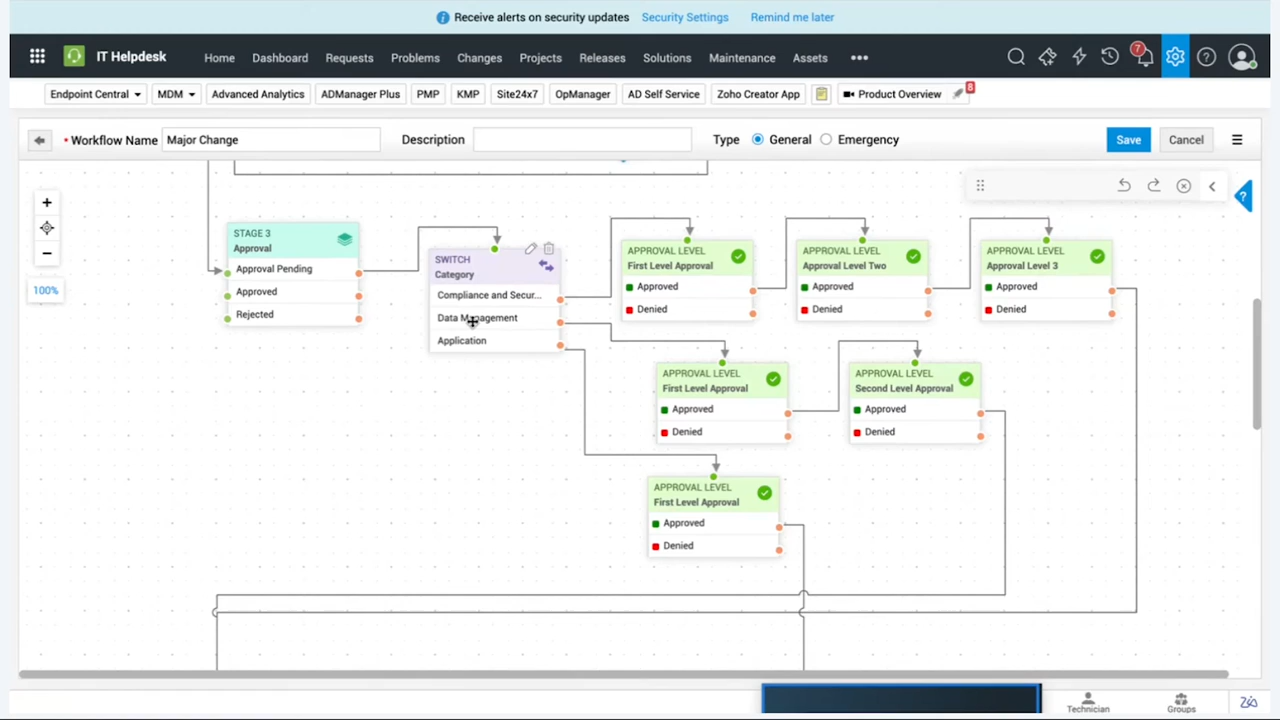 Receive alerts on security updates Security Settings Remind me later
IT Helpdesk Home Dashboard Requests Problems Changes Projects Releases Solutions Maintenance Assets 7
Endpoint Central MDM Advanced Analytics ADManager Plus PMP KMP Site24x7 OpManager AD Self Service Zoho Creator App Product Overview 8
* Workflow Name Major Change Description Type General Emergency Save Cancel
+
−
100%
?
STAGE 3
Approval
Approval Pending
Approved
Rejected
SWITCH
Category
Compliance and Secur...
Data Management
Application
APPROVAL LEVEL
First Level Approval
Approved
Denied
APPROVAL LEVEL
Approval Level Two
Approved
Denied
APPROVAL LEVEL
Approval Level 3
Approved
Denied
APPROVAL LEVEL
First Level Approval
Approved
Denied
APPROVAL LEVEL
Second Level Approval
Approved
Denied
APPROVAL LEVEL
First Level Approval
Approved
Denied
Technician Groups